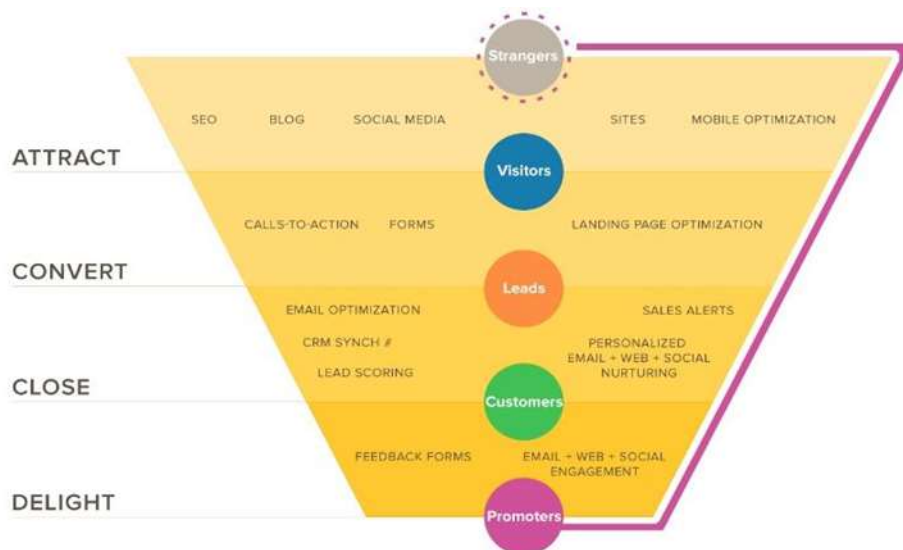 Strangers
SEO BLOG SOCIAL MEDIA SITES MOBILE OPTIMIZATION
ATTRACT
Visitors
CALLS-TO-ACTION FORMS LANDING PAGE OPTIMIZATION
CONVERT
Leads
EMAIL OPTIMIZATION SALES ALERTS
CRM SYNCH //
PERSONALIZED
EMAIL + WEB + SOCIAL
NURTURING
LEAD SCORING
CLOSE
Customers
FEEDBACK FORMS
EMAIL + WEB + SOCIAL
ENGAGEMENT
DELIGHT
Promoters